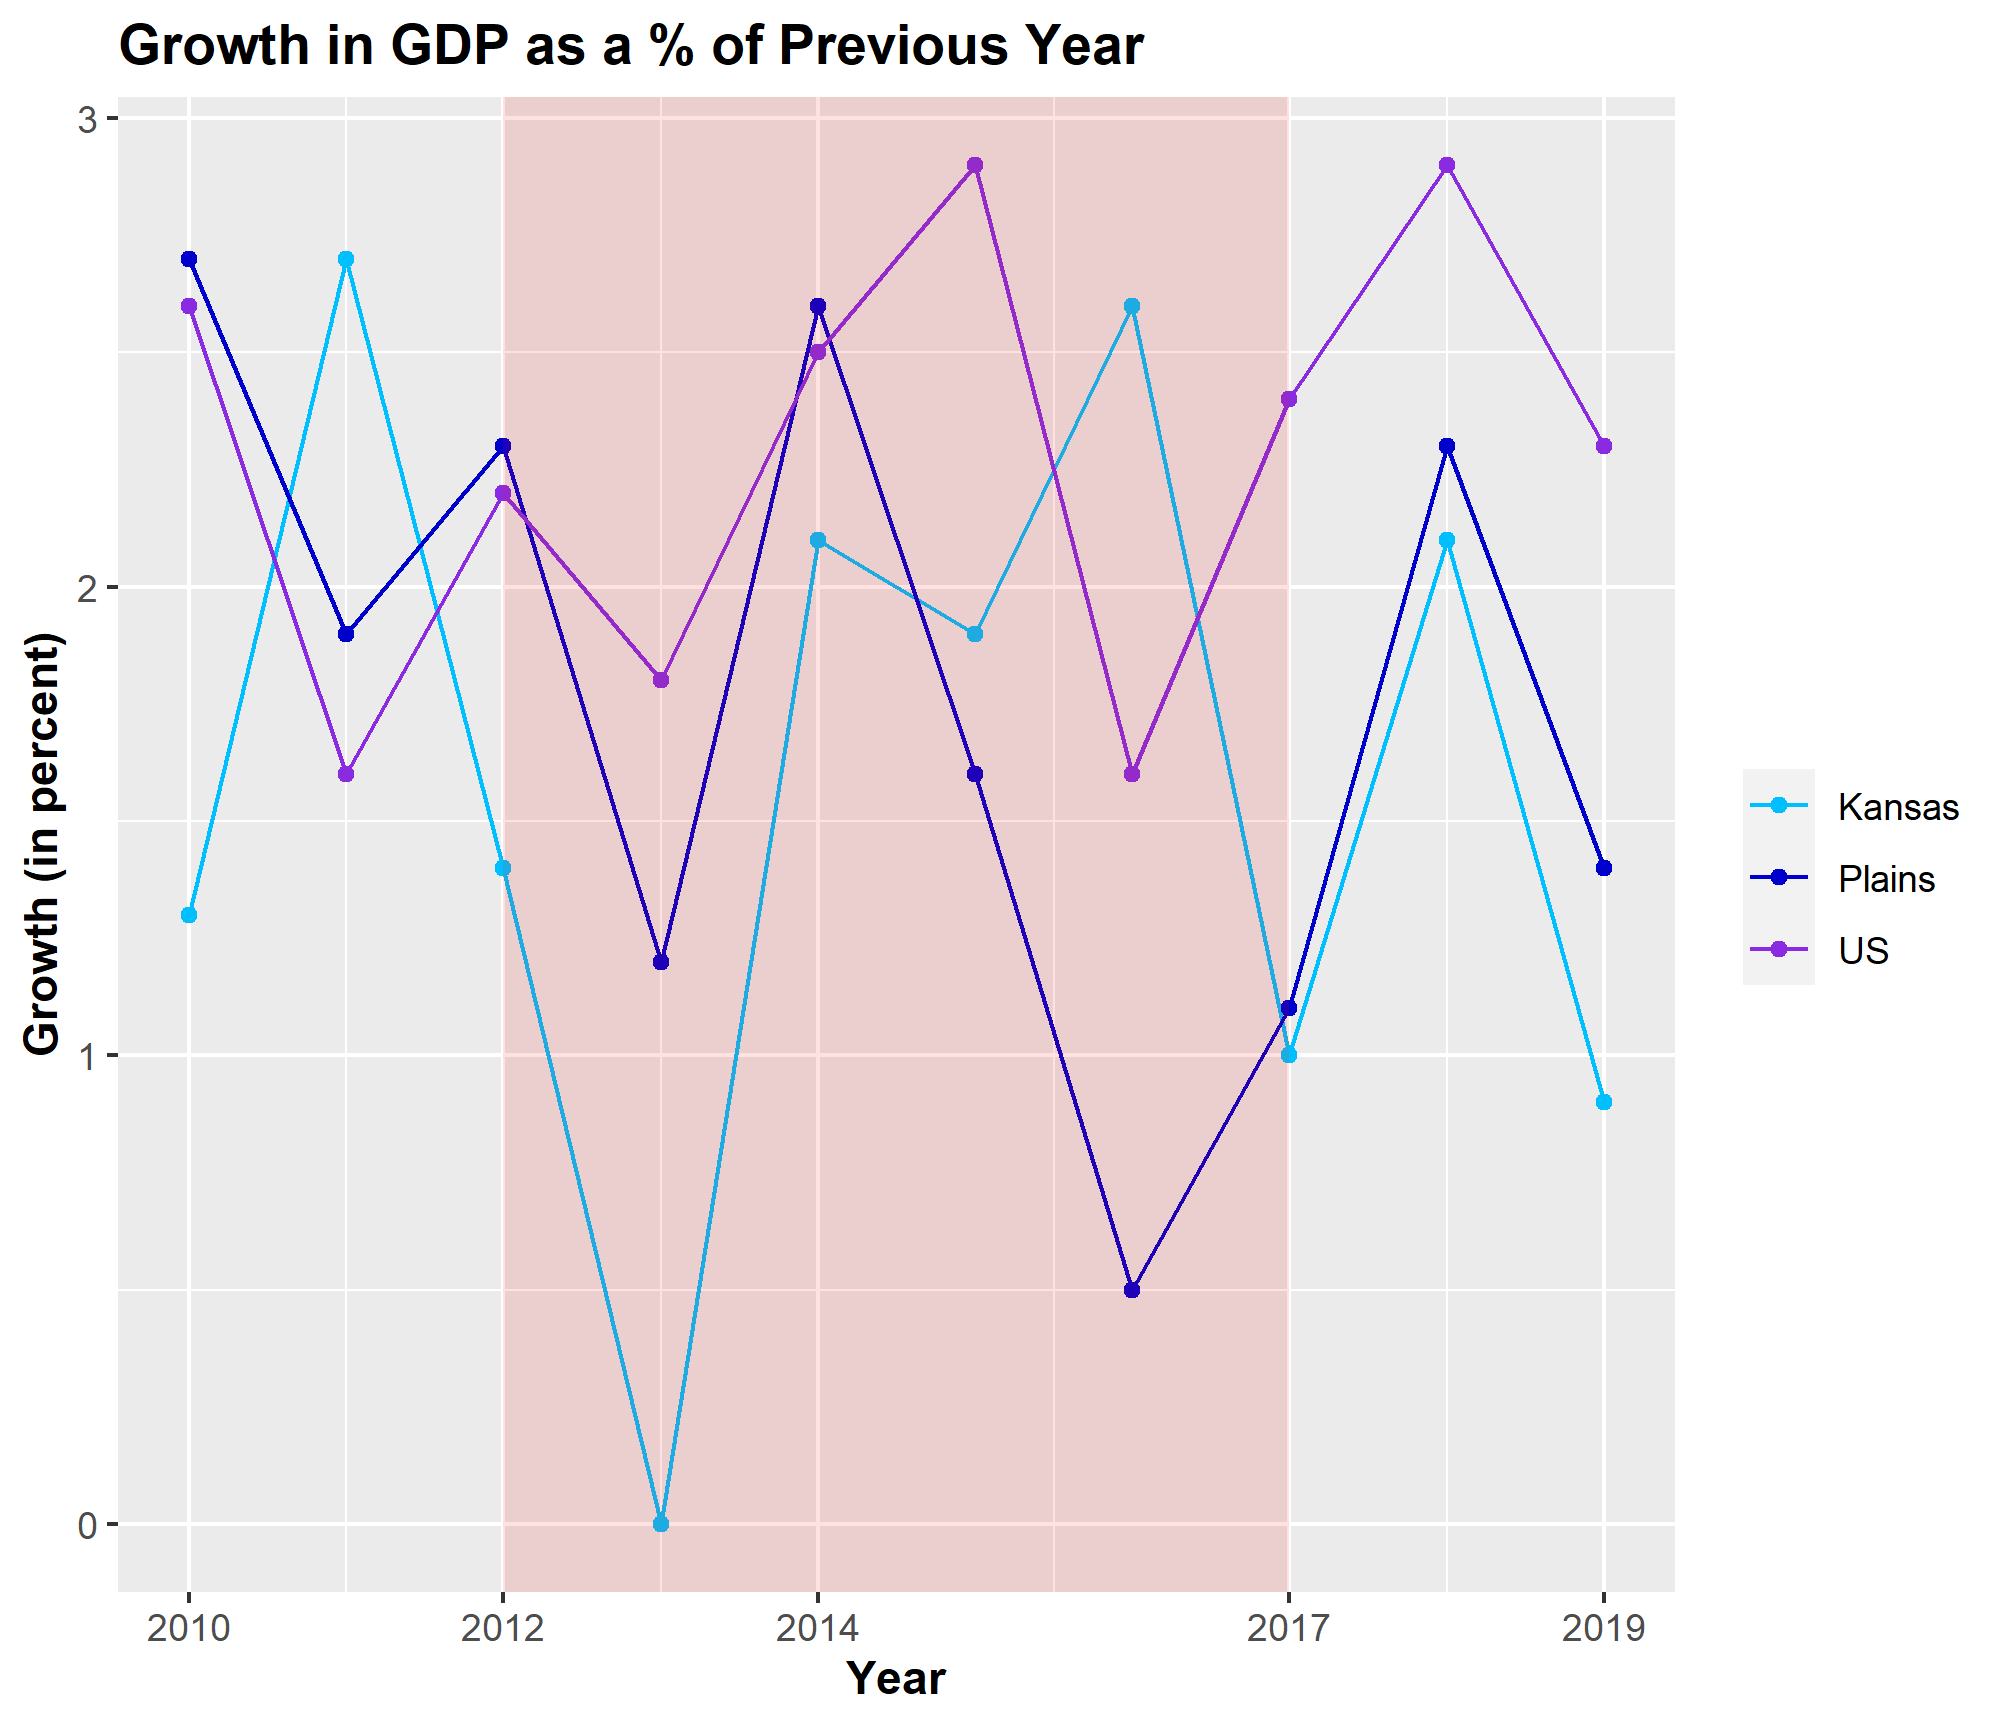 Growth in GDP as a % of Previous Year
Growth (in percent)
3
2
1
0
2010 2012 2014 2017 2019
Year
Kansas
Plains
US